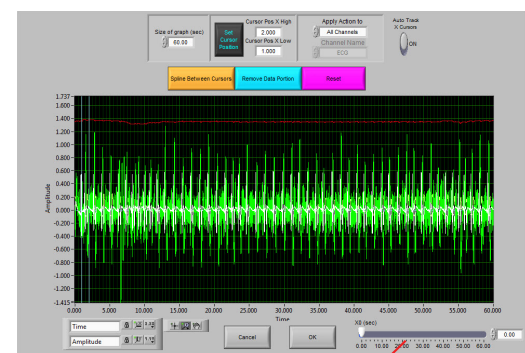 Size of graph (sec)
60.00
Set
Cursor
Position
Cursor Pos X High
2.000
Cursor Pos X Low
1.000
Apply Action to
All Channels
Channel Name
ECG
Auto Track
X Cursors
ON
Spline Between Cursors
Remove Data Portion
Reset
Amplitude
1.737
1.600
1.400
1.200
1.000
0.800
0.600
0.400
0.200
0.000
-0.200
-0.400
-0.600
-0.800
-1.000
-1.200
-1.415
0.000 5.000 10.000 15.000 20.000 25.000 30.000 35.000 40.000 45.000 50.000 55.000 60.000
Time
Time
Amplitude
Cancel
OK
X0 (sec)
0.00
0.00 10.00 20.00 30.00 40.00 50.00 60.00